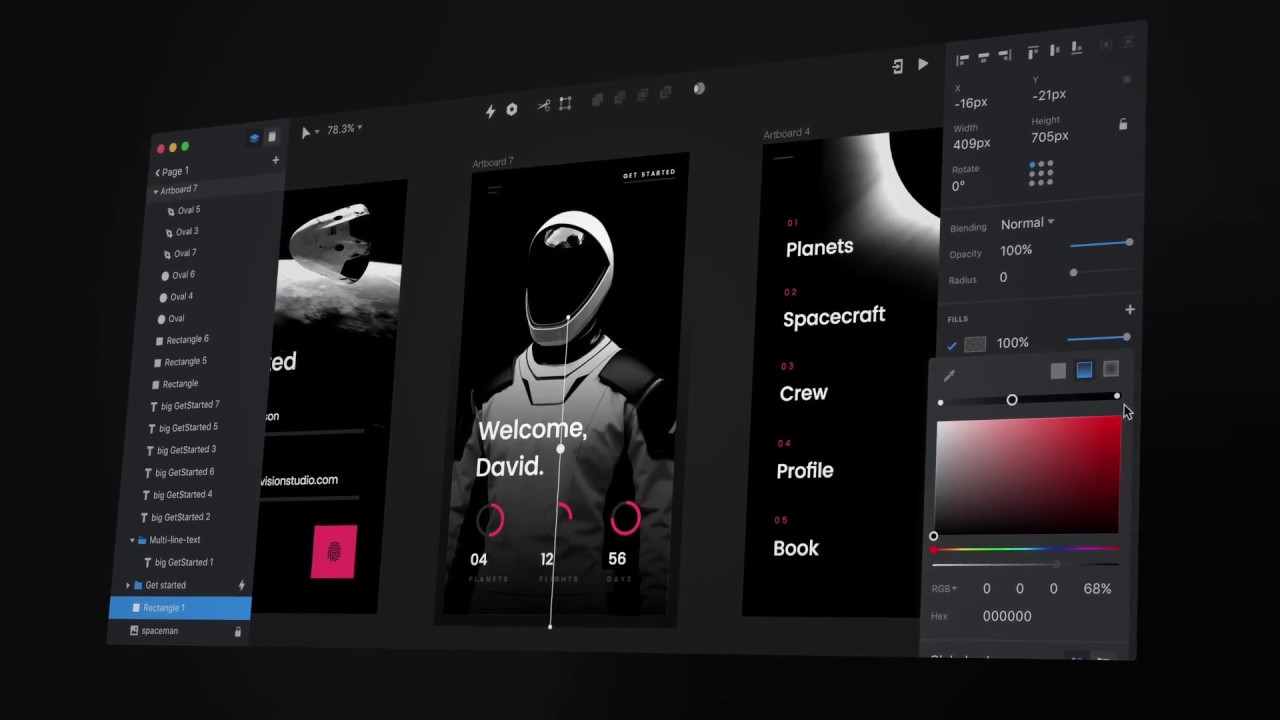 78.3%
Page 1
Artboard 7
Oval 5
Oval 3
Oval 7
Oval 6
Oval 4
Oval
Rectangle 6
Rectangle 5
Rectangle
big GetStarted 7
big GetStarted 5
big GetStarted 3
big GetStarted 6
big GetStarted 4
big GetStarted 2
Multi-line-text
big GetStarted 1
Get started
Rectangle 1
spaceman
ted
son
visionstudio.com
Artboard 7
GET STARTED
Welcome,
David.
04
12
56
PLANETS
FLIGHTS
DAYS
Artboard 4
01
Planets
02
Spacecraft
03
Crew
04
Profile
05
Book
X
Y
-16px
-21px
Width
Height
409px
705px
Rotate
0°
Blending
Normal
Opacity
100%
Radius
0
FILLS
100%
RGB
0
0
0
68%
Hex
000000